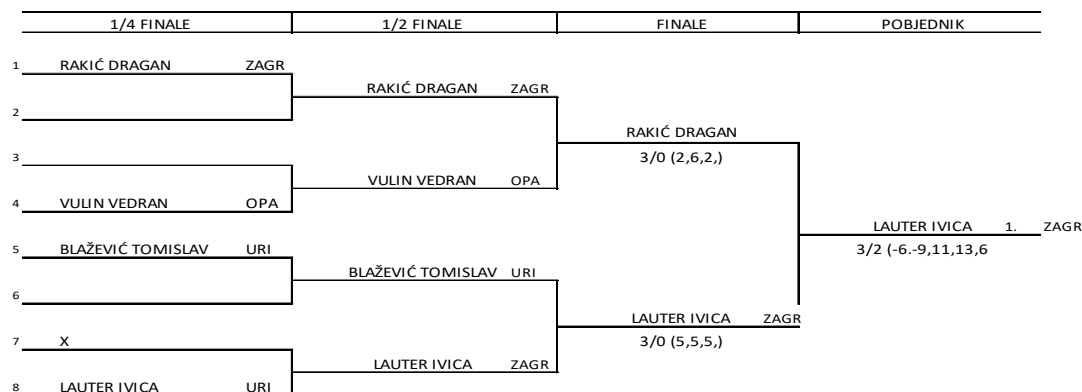 1/4 FINALE 1/2 FINALE FINALE POBJEDNIK
1 RAKIĆ DRAGAN ZAGR
RAKIĆ DRAGAN ZAGR
2
RAKIĆ DRAGAN
3/0 (2,6,2,)
3
VULIN VEDRAN OPA
4 VULIN VEDRAN OPA
LAUTER IVICA 1. ZAGR
3/2 (-6.-9,11,13,6
5 BLAŽEVIĆ TOMISLAV URI
BLAŽEVIĆ TOMISLAV URI
6
LAUTER IVICA ZAGR
3/0 (5,5,5,)
7 X
LAUTER IVICA ZAGR
8 LAUTER IVICA URI